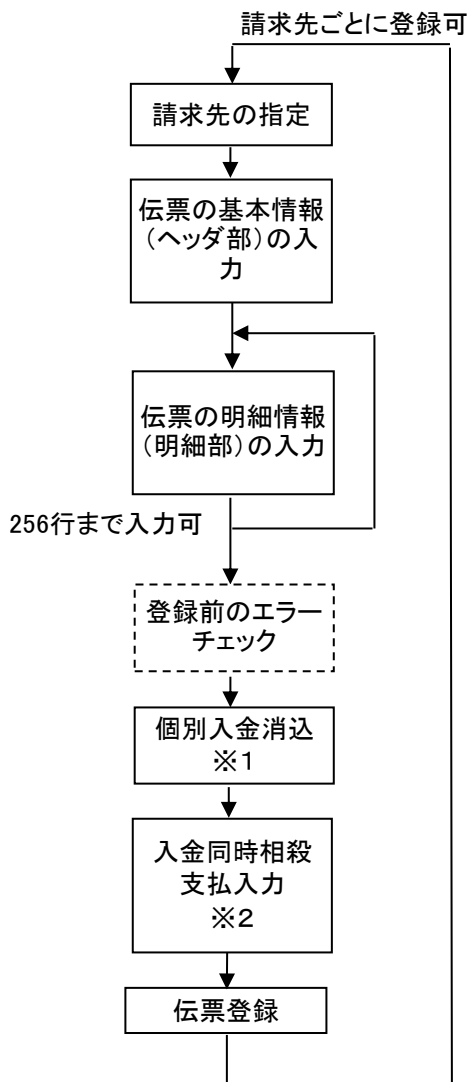 請求先ごとに登録可
請求先の指定
伝票の基本情報
（ヘッダ部）の入
力
伝票の明細情報
（明細部）の入力
256行まで入力可
登録前のエラー
チェック
個別入金消込
※１
入金同時相殺
支払入力
※２
伝票登録